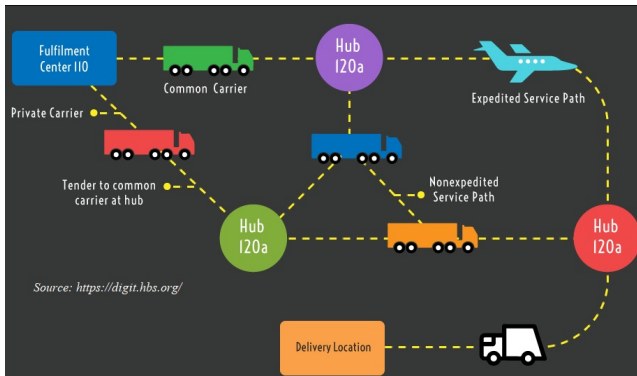 Fulfilment
Center 110
Common Carrier
Hub
120a
Expedited Service Path
Private Carrier
Tender to common
carrier at hub
Nonexpedited
Service Path
Hub
120a
Hub
120a
Source: https://digit.hbs.org/
Delivery Location